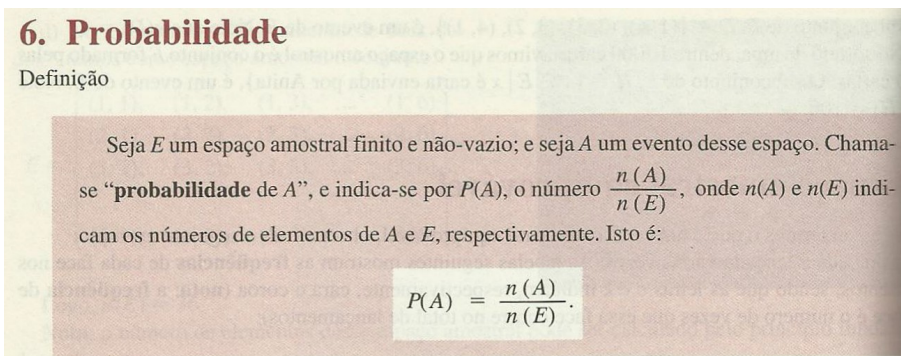 6. Probabilidade
Definição
Seja E um espaço amostral finito e não-vazio; e seja A um evento desse espaço. Chama-
se “probabilidade de A”, e indica-se por P(A), o número n (A) / n (E), onde n(A) e n(E) indi-
cam os números de elementos de A e E, respectivamente. Isto é:
P(A) = n (A) / n (E).